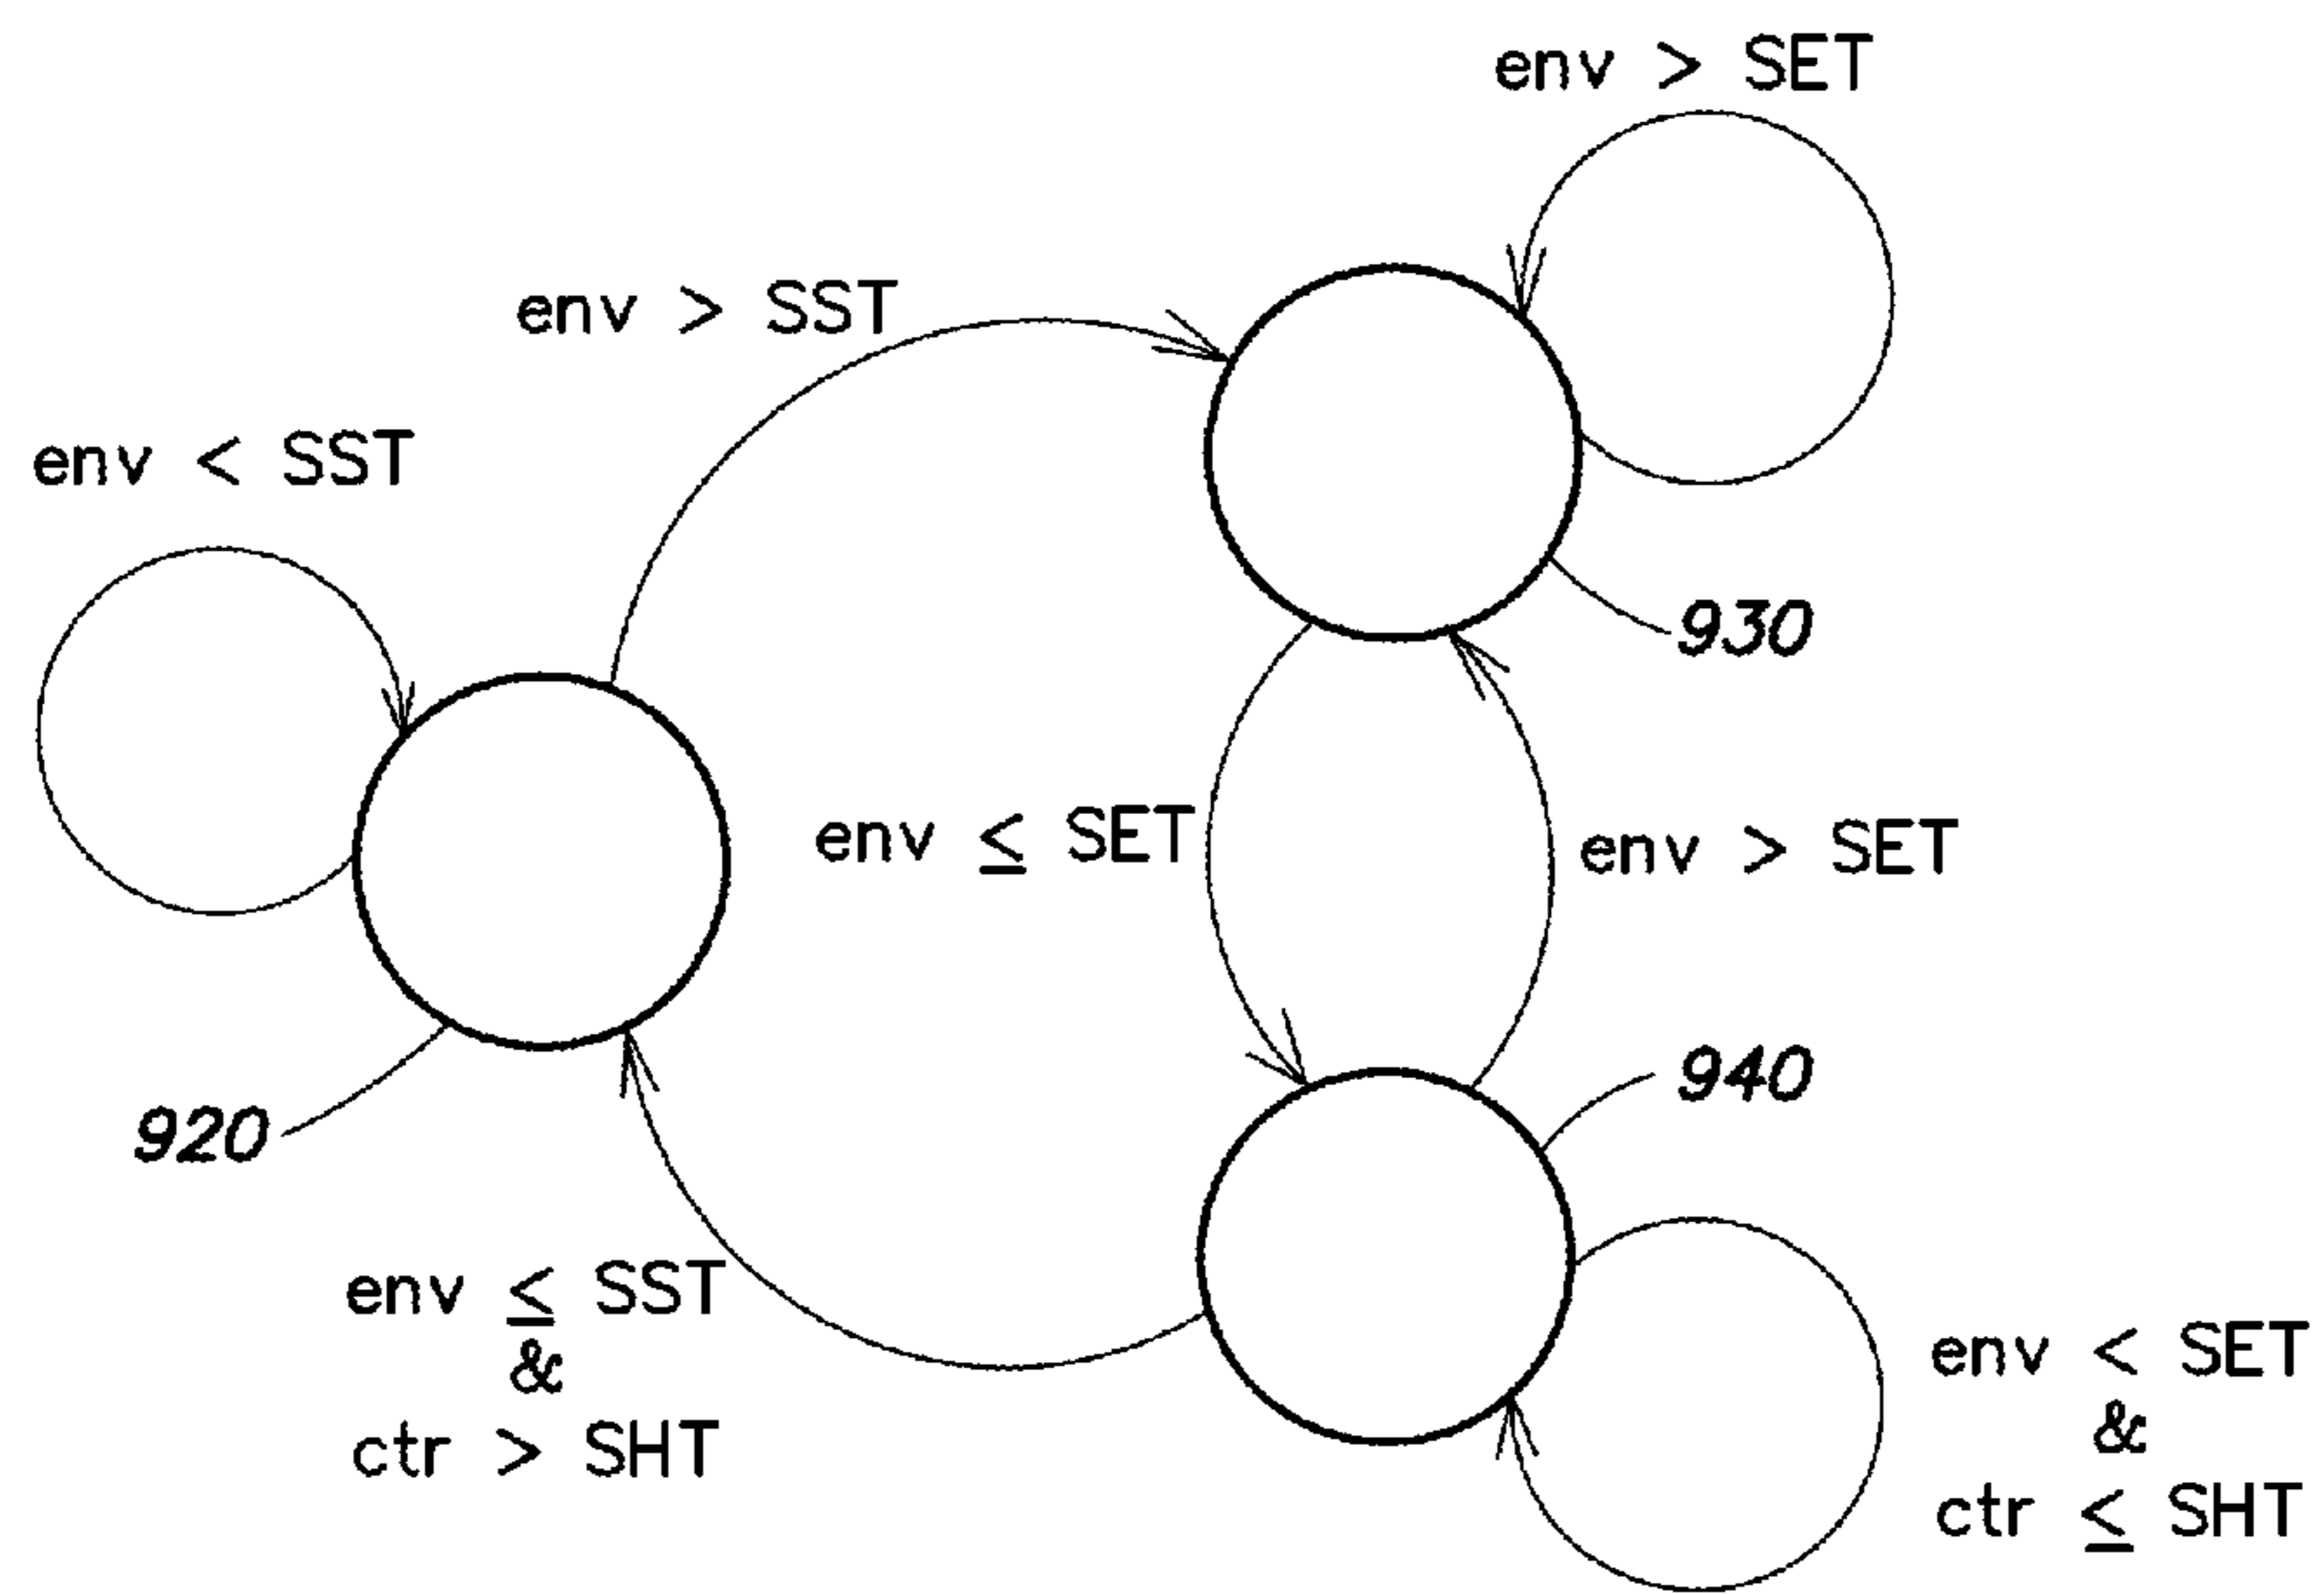 env > SET
env > SST
env < SST
930
env ≤ SET
env > SET
940
920
env ≤ SST
&
ctr > SHT
env < SET
&
ctr ≤ SHT